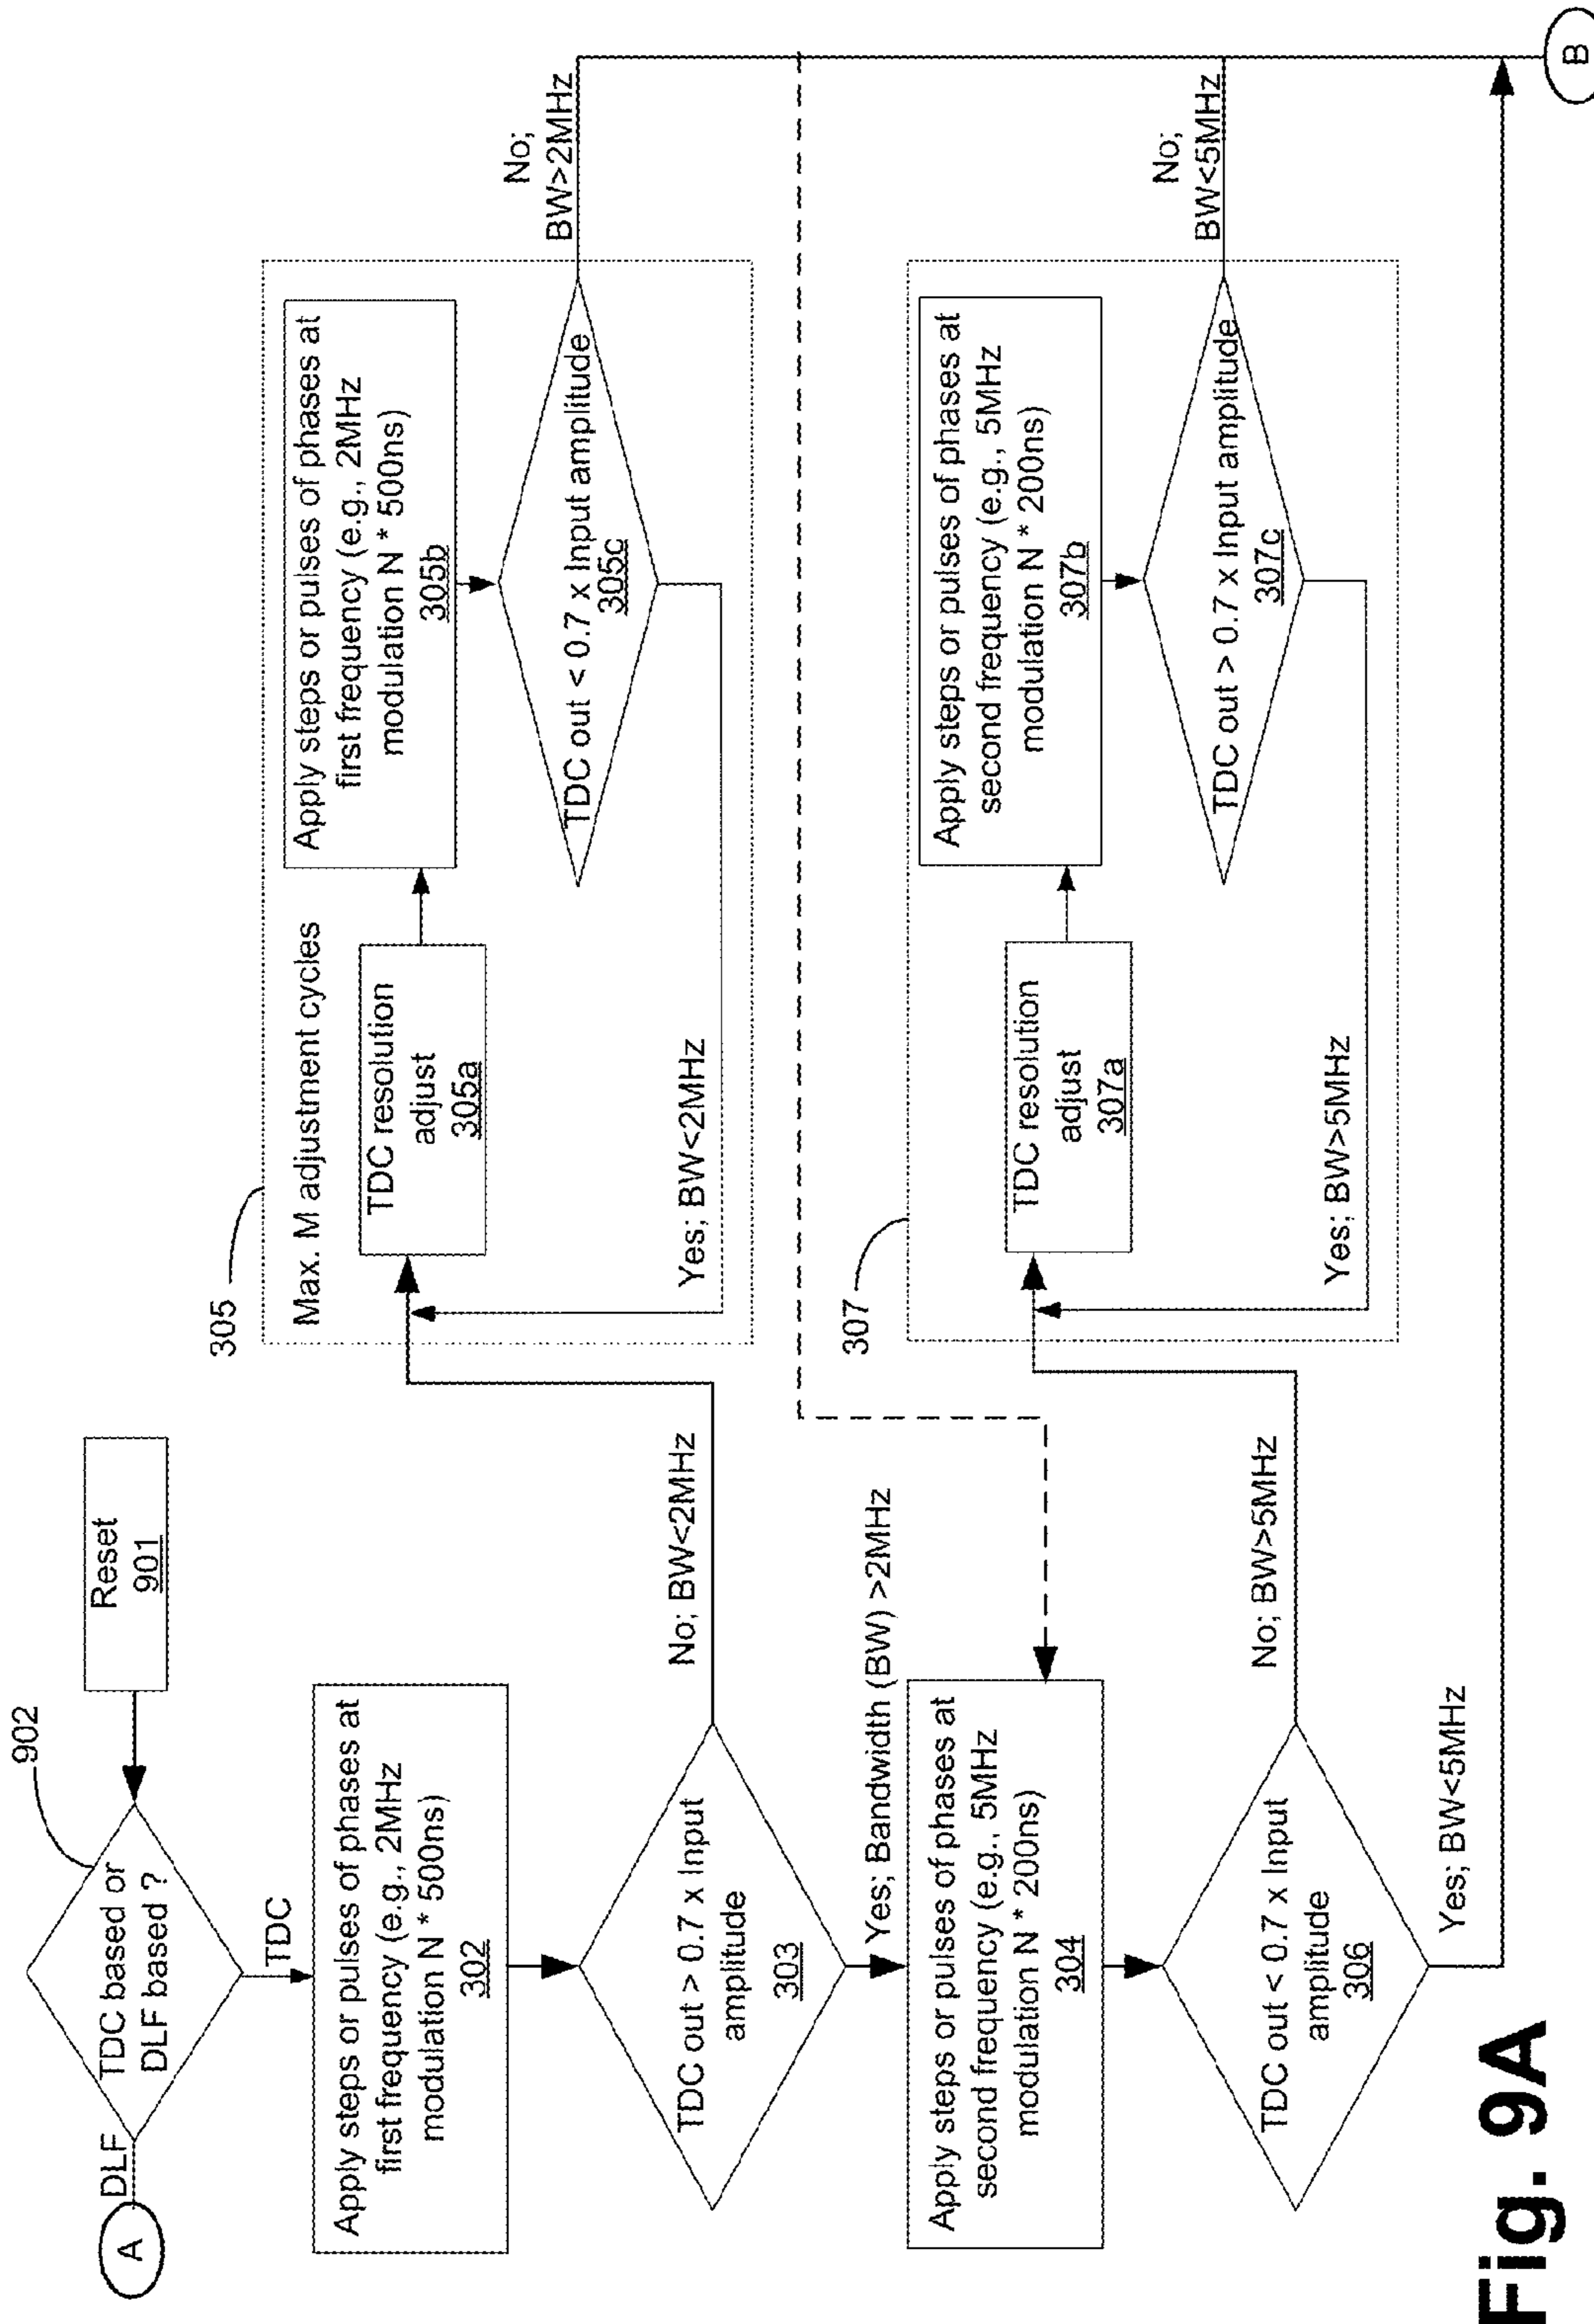 902
Reset
901
A
DLF
TDC based or
DLF based ?
TDC
Apply steps or pulses of phases at
first frequency (e.g., 2MHz
modulation N * 500ns)
302
TDC out > 0.7 x Input
amplitude
303
No; BW<2MHz
305
Max. M adjustment cycles
TDC resolution
adjust
305a
Apply steps or pulses of phases at
first frequency (e.g., 2MHz
modulation N * 500ns)
305b
TDC out < 0.7 x Input amplitude
305c
Yes; BW<2MHz
No;
BW>2MHz
Yes; Bandwidth (BW) >2MHz
Apply steps or pulses of phases at
second frequency (e.g., 5MHz
modulation N * 200ns)
304
TDC out < 0.7 x Input
amplitude
306
No; BW>5MHz
307
TDC resolution
adjust
307a
Apply steps or pulses of phases at
second frequency (e.g., 5MHz
modulation N * 200ns)
307b
TDC out > 0.7 x Input amplitude
307c
Yes; BW>5MHz
No;
BW<5MHz
Yes; BW<5MHz
B
Fig. 9A